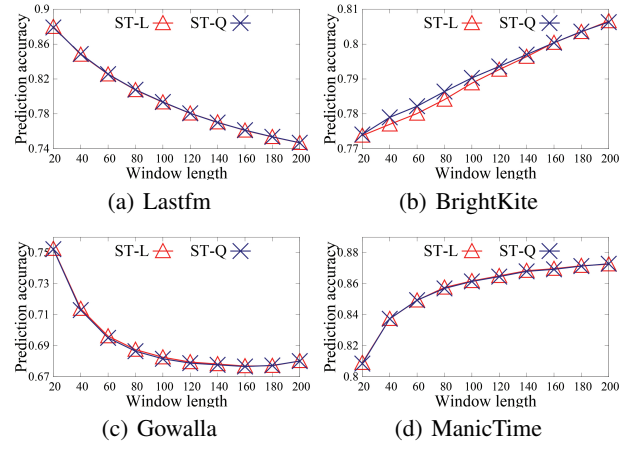 0.9 ST-L ST-Q
0.86
0.82
0.78
0.74
Prediction accuracy
20 40 60 80 100 120 140 160 180 200
Window length
(a) Lastfm
0.81 ST-L ST-Q
0.79
0.79
0.77
Prediction accuracy
20 40 60 80 100 120 140 160 180 200
Window length
(b) BrightKite
0.75 ST-L ST-Q
0.73
0.71
0.69
0.67
Prediction accuracy
20 40 60 80 100 120 140 160 180 200
Window length
(c) Gowalla
0.88 ST-L ST-Q
0.86
0.84
0.82
0.8
Prediction accuracy
20 40 60 80 100 120 140 160 180 200
Window length
(d) ManicTime